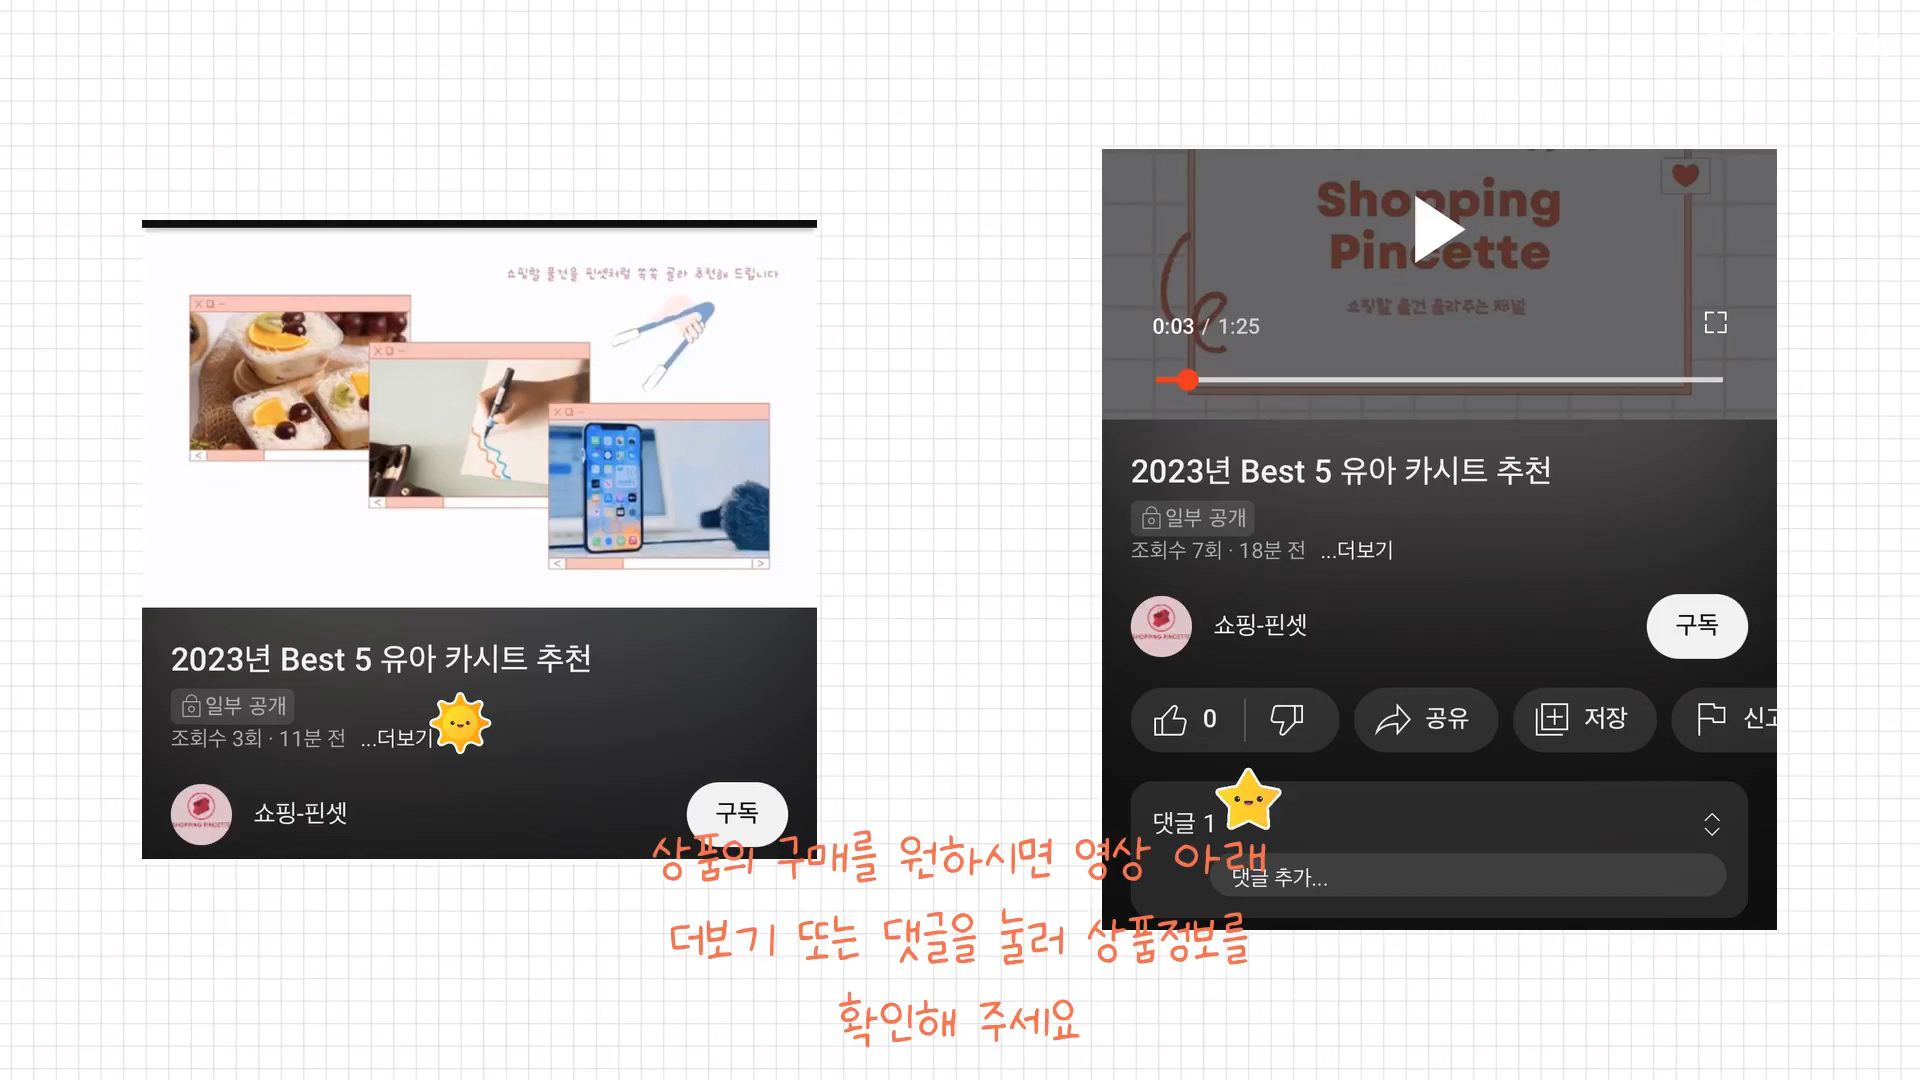 쇼핑할 물건을 핀셋처럼 쏙쏙 골라 추천해 드립니다
2023년 Best 5 유아 카시트 추천
일부 공개
조회수 3회 · 11분 전 ...더보기
SHOPPING PINCETTE
쇼핑-핀셋
구독
Shopping
Pincette
쇼핑할 물건 골라주는 채널
0:03 / 1:25
2023년 Best 5 유아 카시트 추천
일부 공개
조회수 7회 · 18분 전 ...더보기
SHOPPING PINCETTE
쇼핑-핀셋
구독
0
공유
저장
댓글 1
댓글 추가...
상품의 구매를 원하시면 영상 아래
더보기 또는 댓글을 눌러 상품정보를
확인해 주세요